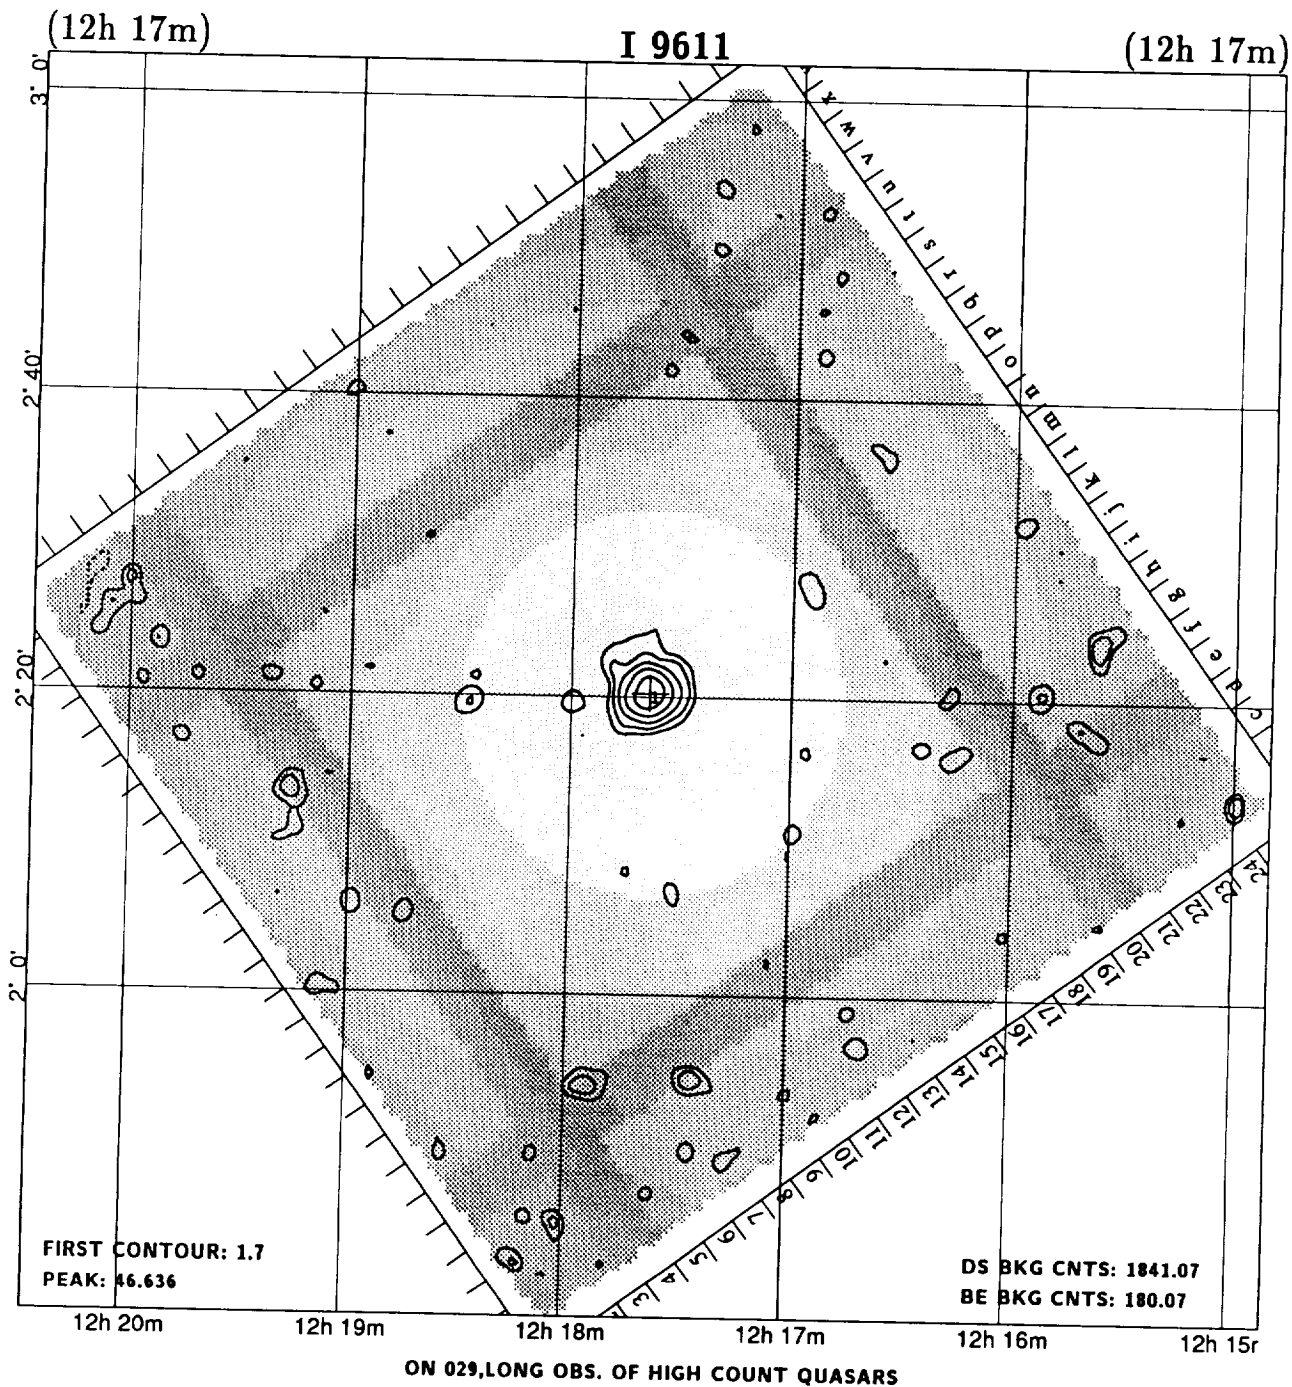 (12h 17m) I 9611 (12h 17m)
3° 0'
2° 40'
2° 20'
2° 0'
x w v u t s r q p o n m l k j i h g f e d c
24 23 22 21 20 19 18 17 16 15 14 13 12 11 10 9 8 7 6 5 4 3
FIRST CONTOUR: 1.7
PEAK: 46.636
DS BKG CNTS: 1841.07
BE BKG CNTS: 180.07
12h 20m 12h 19m 12h 18m 12h 17m 12h 16m 12h 15r
ON 029,LONG OBS. OF HIGH COUNT QUASARS